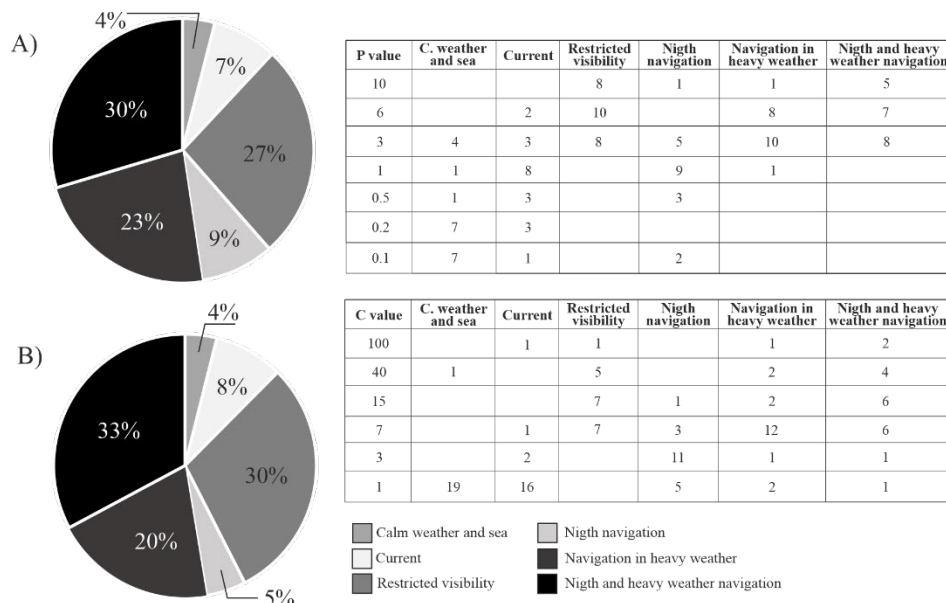 A)
4%
7%
30%
27%
23%
9%
P value C. weather and sea Current Restricted visibility Nigth navigation Navigation in heavy weather Nigth and heavy weather navigation
10 8 1 1 5
6 2 10 8 7
3 4 3 8 5 10 8
1 1 8 9 1
0.5 1 3 3
0.2 7 3
0.1 7 1 2
B)
4%
8%
33%
30%
20%
5%
C value C. weather and sea Current Restricted visibility Nigth navigation Navigation in heavy weather Nigth and heavy weather navigation
100 1 1 1 2
40 1 5 2 4
15 7 1 2 6
7 1 7 3 12 6
3 2 11 1 1
1 19 16 5 2 1
Calm weather and sea
Current
Restricted visibility
Nigth navigation
Navigation in heavy weather
Nigth and heavy weather navigation